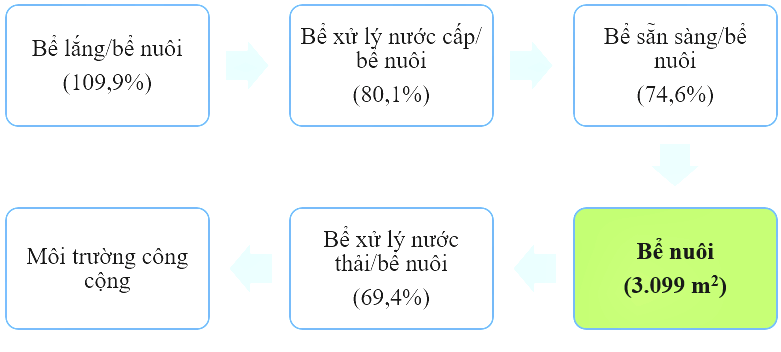 Bể lắng/bể nuôi
(109,9%)
Bể xử lý nước cấp/
bể nuôi
(80,1%)
Bể sẵn sàng/bể
nuôi
(74,6%)
Môi trường công
cộng
Bể xử lý nước
thải/bể nuôi
(69,4%)
Bể nuôi
(3.099 m²)